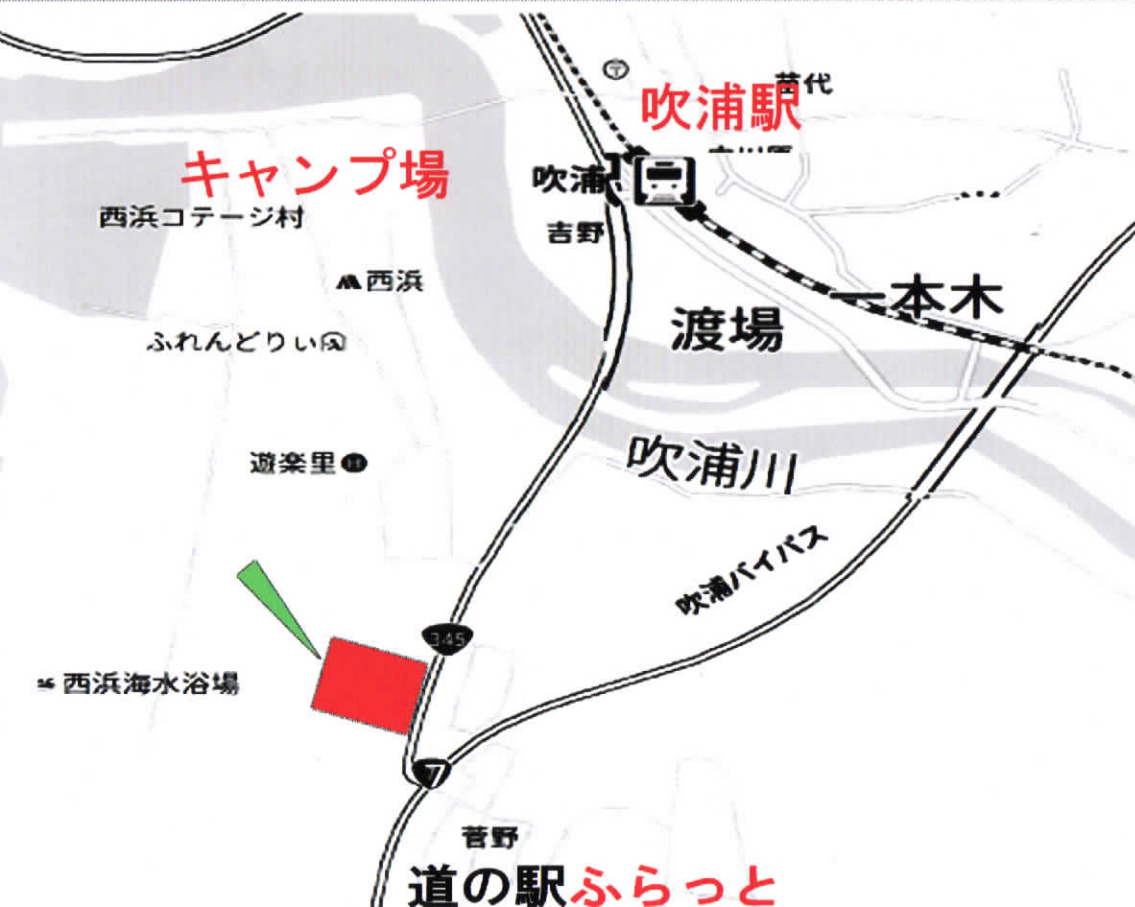 吹浦駅
キャンプ場
吹浦
西浜コテージ村
吉野
西浜
一本木
渡場
ふれんどりぃ
遊楽里
吹浦川
吹浦バイパス
345
西浜海水浴場
7
菅野
道の駅ふらっと